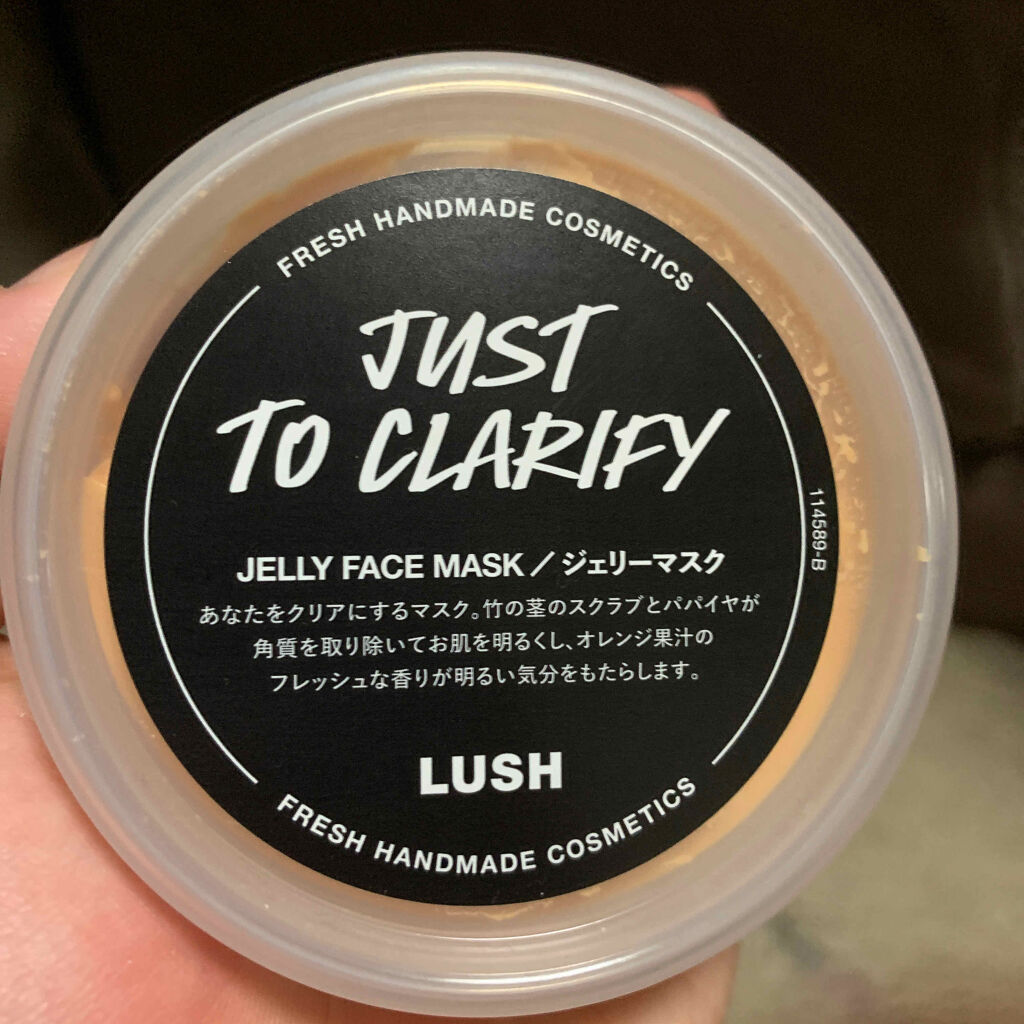 FRESH HANDMADE COSMETICS
JUST
TO CLARIFY
JELLY FACE MASK／ジェリーマスク
あなたをクリアにするマスク。竹の茎のスクラブとパパイヤが
角質を取り除いてお肌を明るくし、オレンジ果汁の
フレッシュな香りが明るい気分をもたらします。
114589-B
LUSH
FRESH HANDMADE COSMETICS